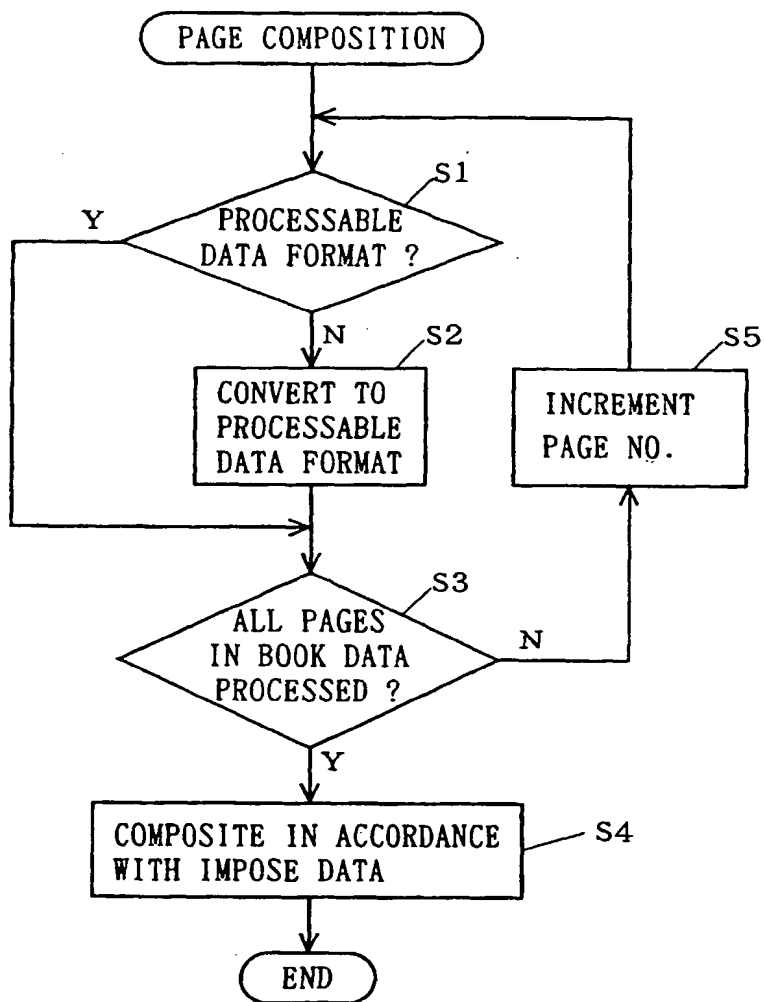 PAGE COMPOSITION
S1
Y
PROCESSABLE
DATA FORMAT ?
N
S2
S5
CONVERT TO
PROCESSABLE
DATA FORMAT
INCREMENT
PAGE NO.
S3
ALL PAGES
IN BOOK DATA
PROCESSED ?
N
Y
S4
COMPOSITE IN ACCORDANCE
WITH IMPOSE DATA
END